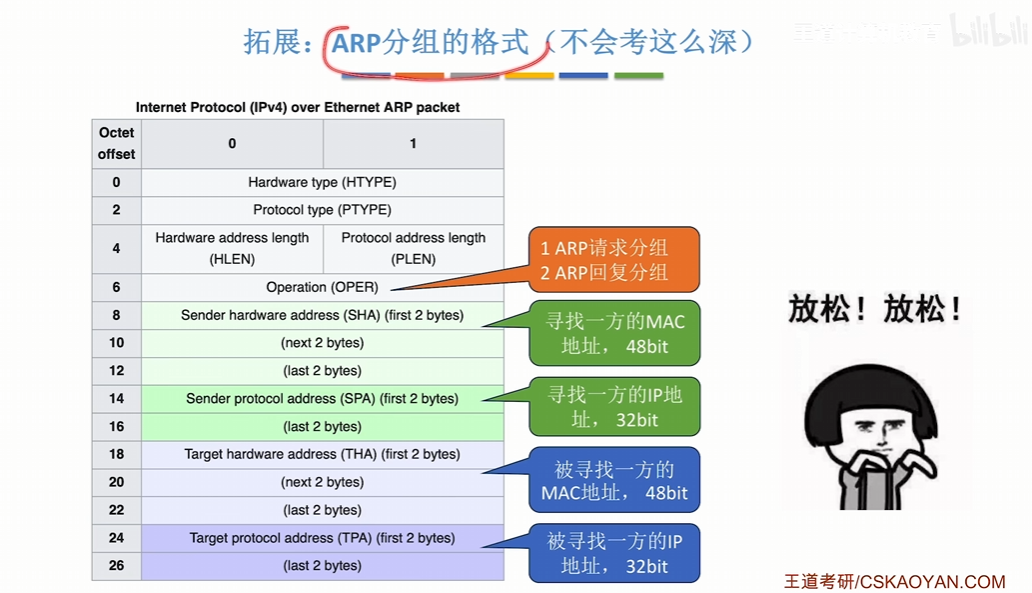 拓展：ARP分组的格式（不会考这么深）
bilibili
Internet Protocol (IPv4) over Ethernet ARP packet
Octet offset 0 1
0 Hardware type (HTYPE)
2 Protocol type (PTYPE)
4 Hardware address length (HLEN) Protocol address length (PLEN)
6 Operation (OPER)
8 Sender hardware address (SHA) (first 2 bytes)
10 (next 2 bytes)
12 (last 2 bytes)
14 Sender protocol address (SPA) (first 2 bytes)
16 (last 2 bytes)
18 Target hardware address (THA) (first 2 bytes)
20 (next 2 bytes)
22 (last 2 bytes)
24 Target protocol address (TPA) (first 2 bytes)
26 (last 2 bytes)
1 ARP请求分组
2 ARP回复分组
寻找一方的MAC
地址， 48bit
寻找一方的IP地
址， 32bit
被寻找一方的
MAC地址， 48bit
被寻找一方的IP
地址， 32bit
放松！放松！
王道考研/CSKAOYAN.COM